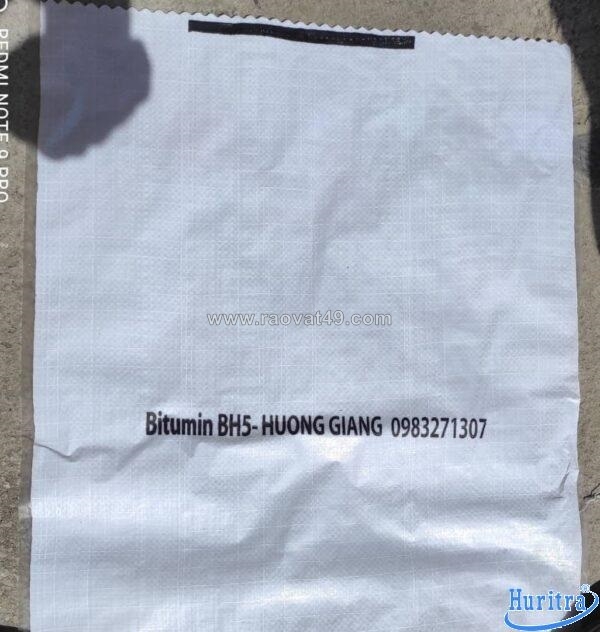 REDMI NOTE 9 PRO
www.raovat49.com
Bitumin BH5- HUONG GIANG 0983271307
Huritra®